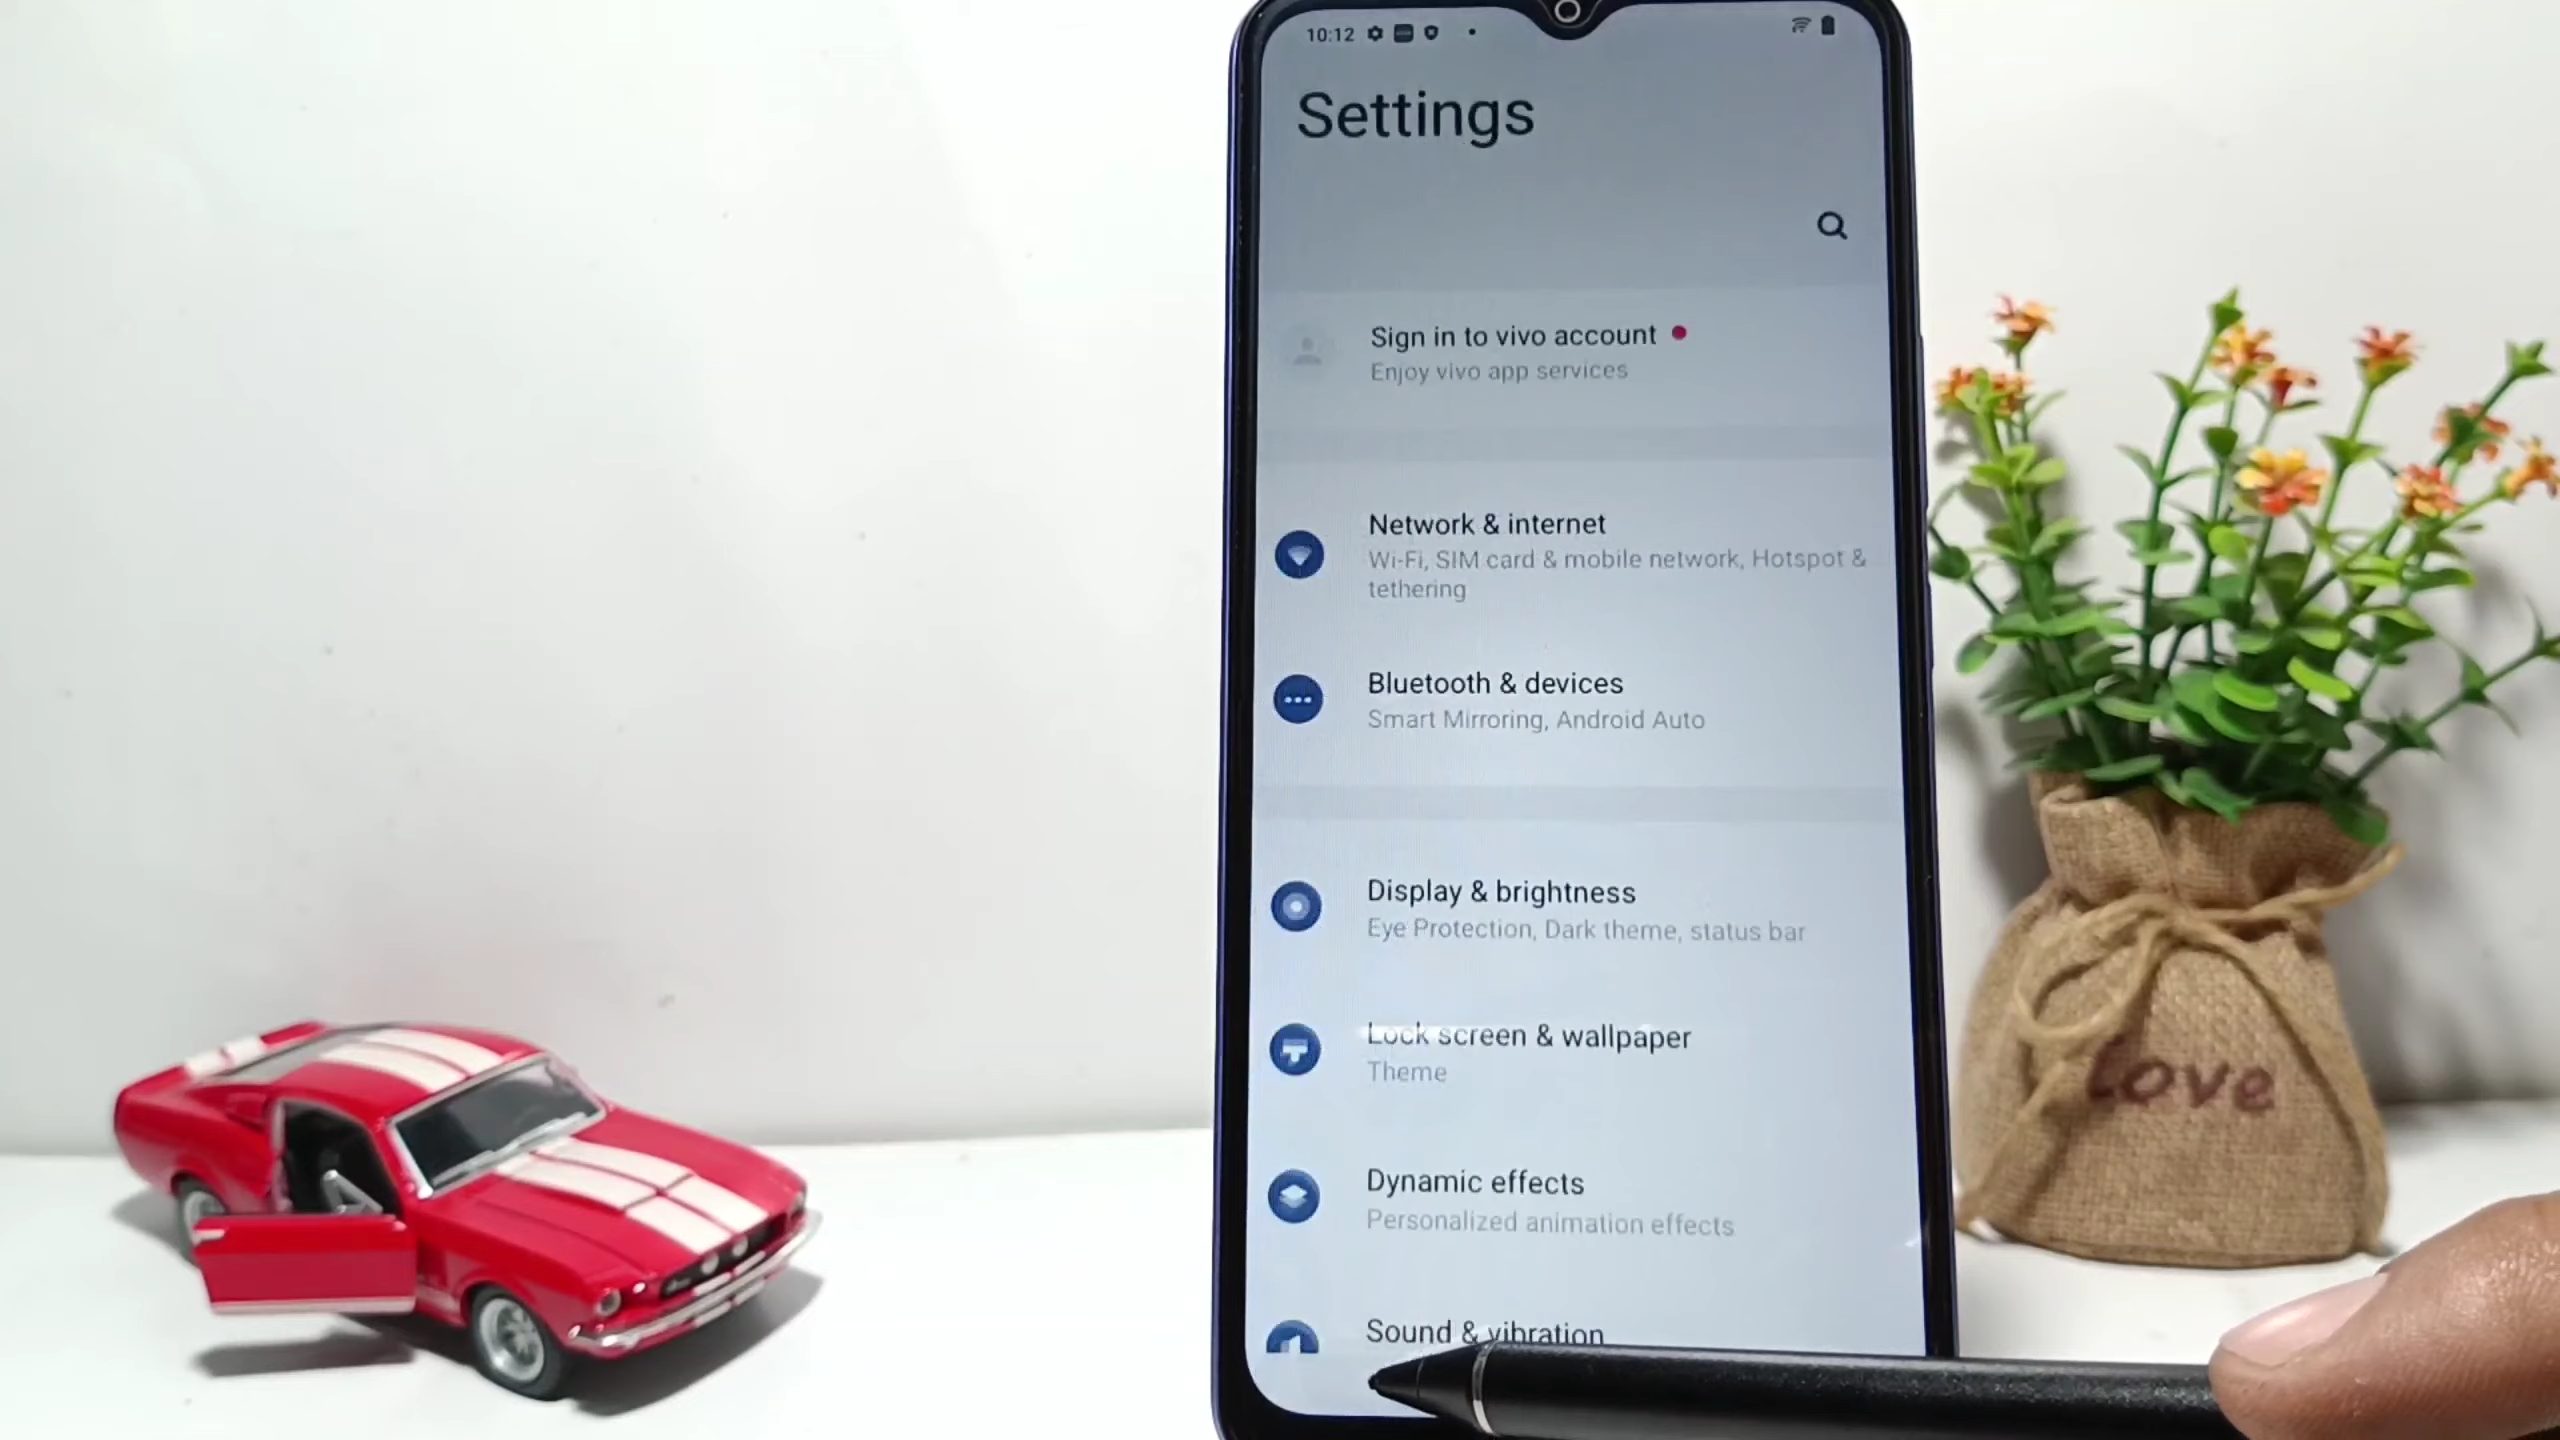 10:12
Settings
Sign in to vivo account
Enjoy vivo app services
Network & internet
Wi-Fi, SIM card & mobile network, Hotspot &
tethering
Bluetooth & devices
Smart Mirroring, Android Auto
Display & brightness
Eye Protection, Dark theme, status bar
Lock screen & wallpaper
Theme
Dynamic effects
Personalized animation effects
Sound & vibration
Love